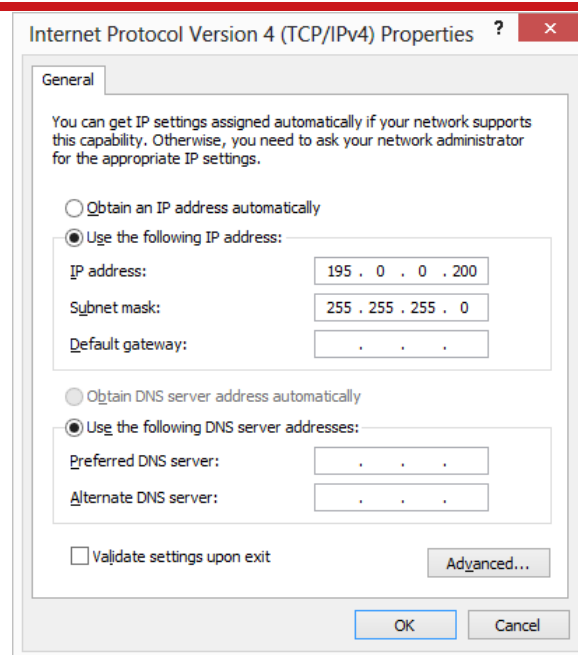 Internet Protocol Version 4 (TCP/IPv4) Properties ? ×
General
You can get IP settings assigned automatically if your network supports
this capability. Otherwise, you need to ask your network administrator
for the appropriate IP settings.
Obtain an IP address automatically
Use the following IP address:
IP address: 195 . 0 . 0 . 200
Subnet mask: 255 . 255 . 255 . 0
Default gateway: . . .
Obtain DNS server address automatically
Use the following DNS server addresses:
Preferred DNS server: . . .
Alternate DNS server: . . .
Validate settings upon exit
Advanced...
OK Cancel